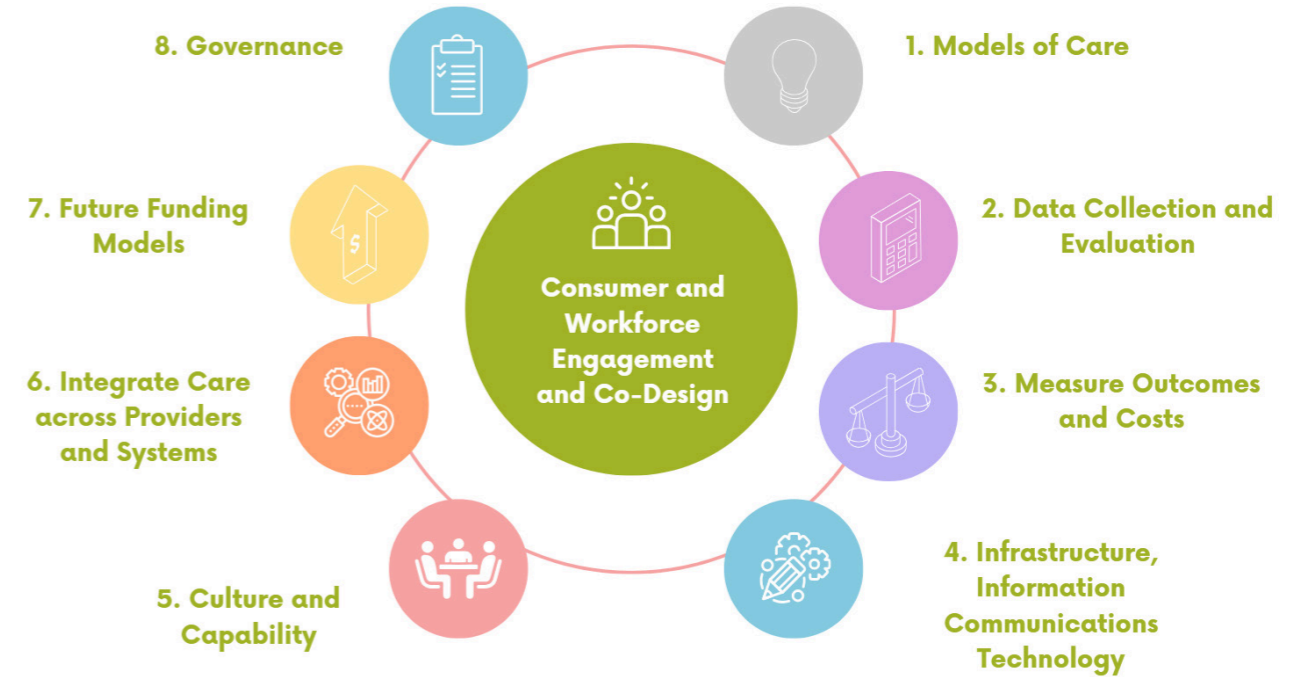 8. Governance
1. Models of Care
7. Future Funding
Models
2. Data Collection and
Evaluation
Consumer and
Workforce
Engagement
and Co-Design
6. Integrate Care
across Providers
and Systems
3. Measure Outcomes
and Costs
5. Culture and
Capability
4. Infrastructure,
Information
Communications
Technology
$